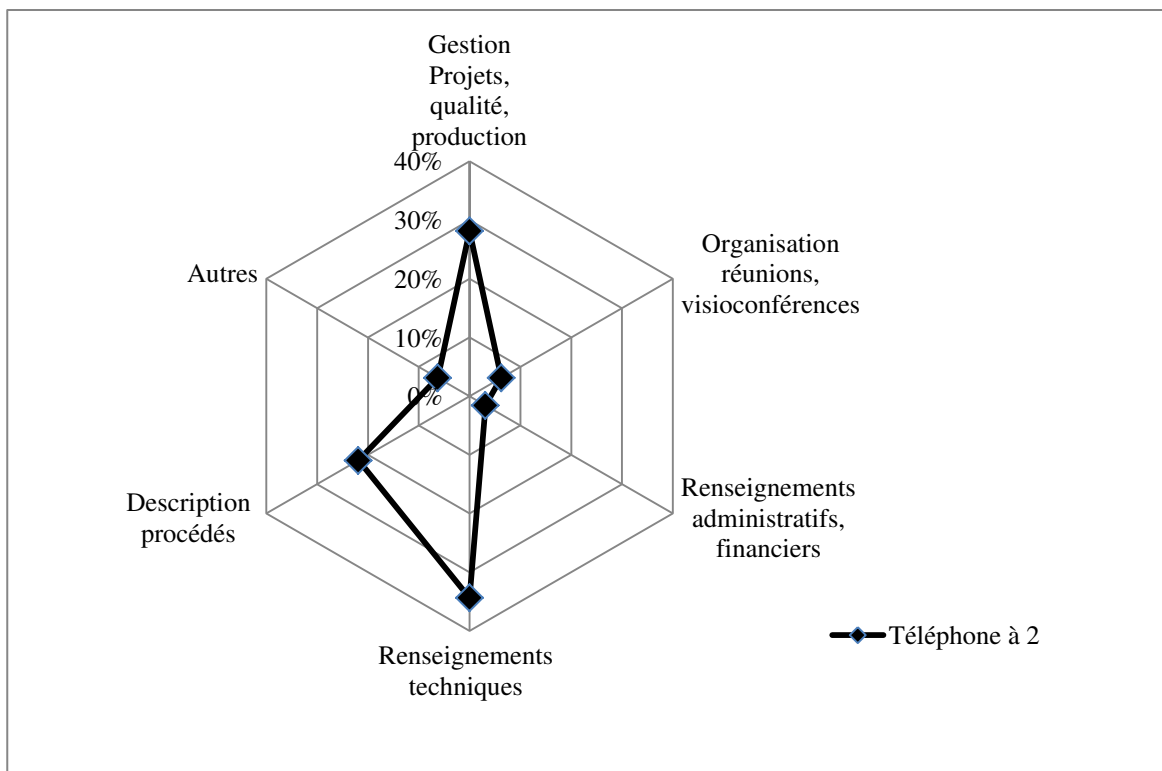 Gestion
Projets,
qualité,
production
40%
30%
20%
10%
0%
Organisation
réunions,
visioconférences
Renseignements
administratifs,
financiers
Renseignements
techniques
Description
procédés
Autres
Téléphone à 2